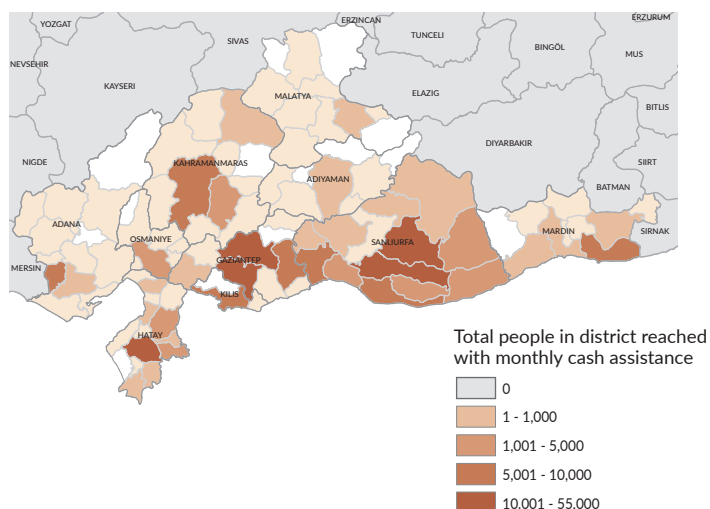 ERZURUM
ERZINCAN
YOZGAT
TUNCELI
SIVAS
BINGÖL
MUS
NEVSEHIR
KAYSERI
ELAZIG
MALATYA
BITLIS
DIYARBAKIR
NIGDE
KAHRAMANMARAS
SIIRT
ADIYAMAN
BATMAN
ADANA
OSMANIYE
SANLIURFA
MARDIN
SIRNAK
GAZIANTEP
MERSIN
KILIS
HATAY
Total people in district reached
with monthly cash assistance
0
1 - 1,000
1,001 - 5,000
5,001 - 10,000
10,001 - 55,000